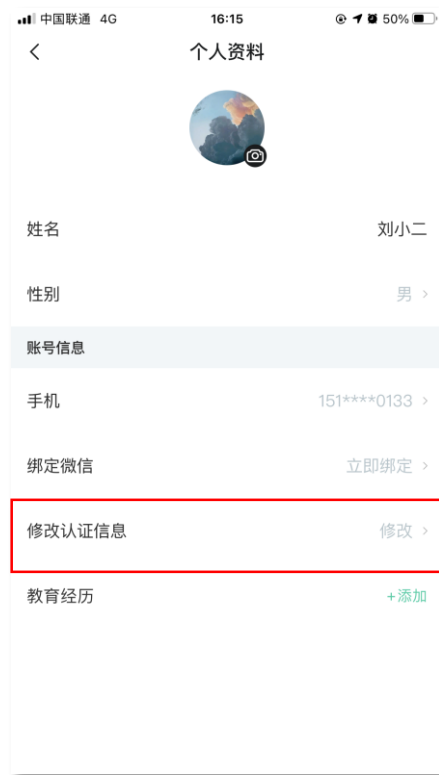 中国联通 4G 16:15 50%
个人资料
姓名 刘小二
性别 男
账号信息
手机 151****0133
绑定微信 立即绑定
修改认证信息 修改
教育经历 +添加